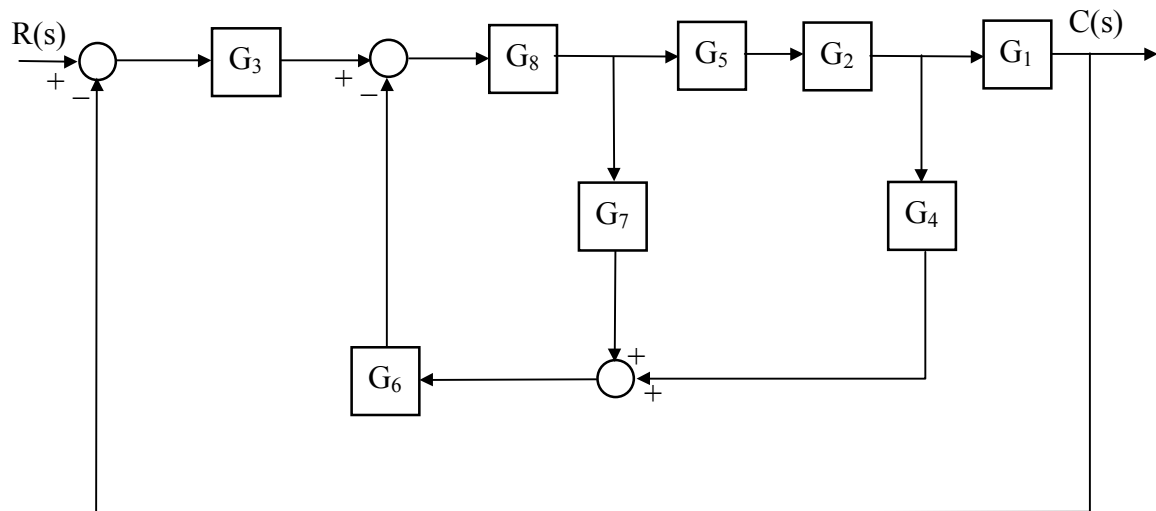 R(s)
C(s)
G₃
G₈
G₅
G₂
G₁
+
−
+
−
G₇
G₄
G₆
+
+